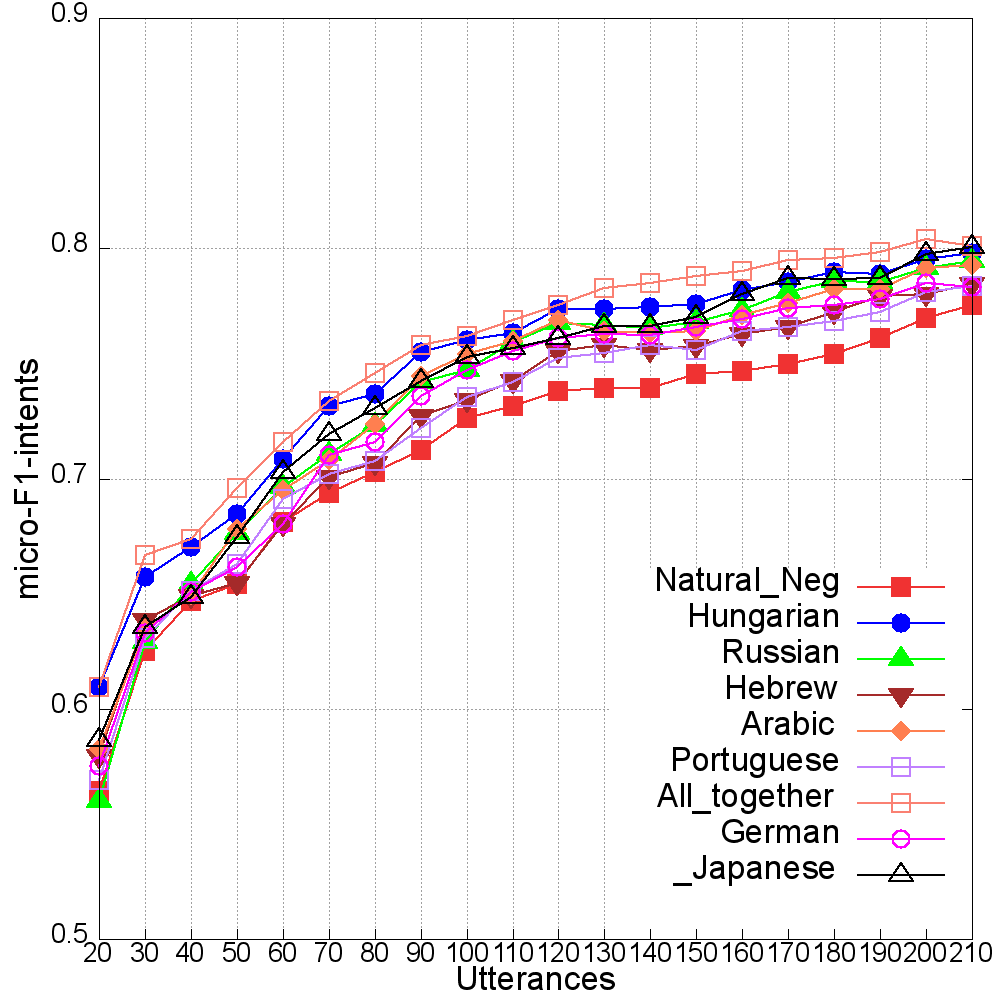 0.9
0.8
0.7
0.6
0.5
micro-F1-intents
Natural_Neg
Hungarian
Russian
Hebrew
Arabic
Portuguese
All_together
German
_Japanese
20 30 40 50 60 70 80 90 100 110 120 130 140 150 160 170 180 190 200 210
Utterances